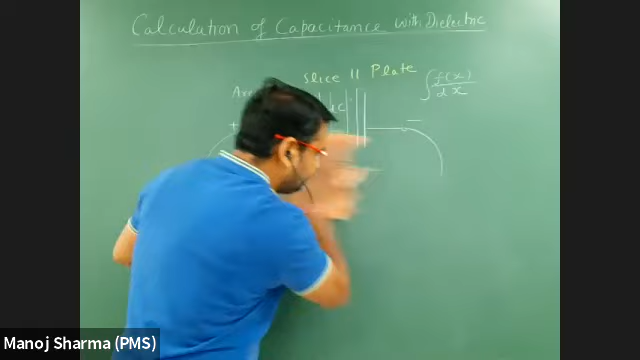 Calculation of Capacitance with Dielectric
Slice || Plate
∫ f(x)/dx
+
c
−
Manoj Sharma (PMS)